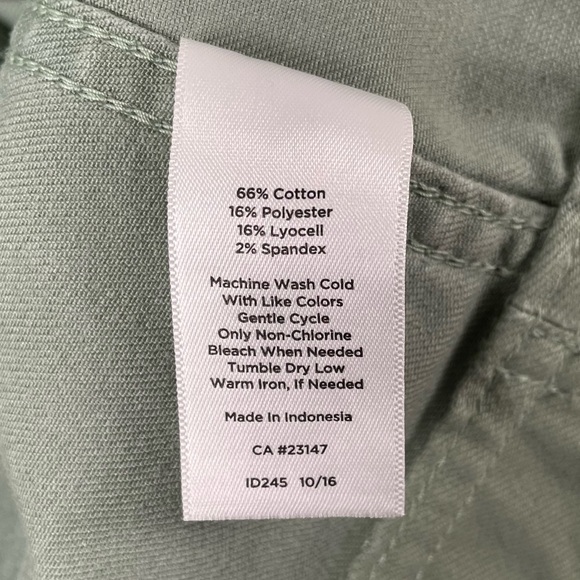 66% Cotton
16% Polyester
16% Lyocell
2% Spandex
Machine Wash Cold
With Like Colors
Gentle Cycle
Only Non-Chlorine
Bleach When Needed
Tumble Dry Low
Warm Iron, If Needed
Made In Indonesia
CA #23147
ID245 10/16